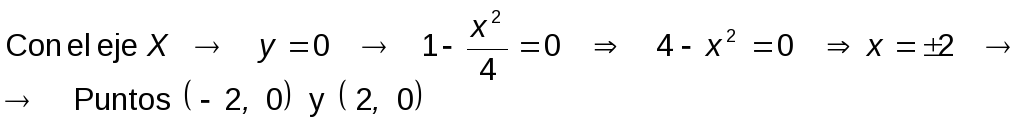 Con el eje X → y = 0 → 1 - x²/4 = 0 ⇒ 4 - x² = 0 ⇒ x = ±2 →
→ Puntos (- 2, 0) y (2, 0)